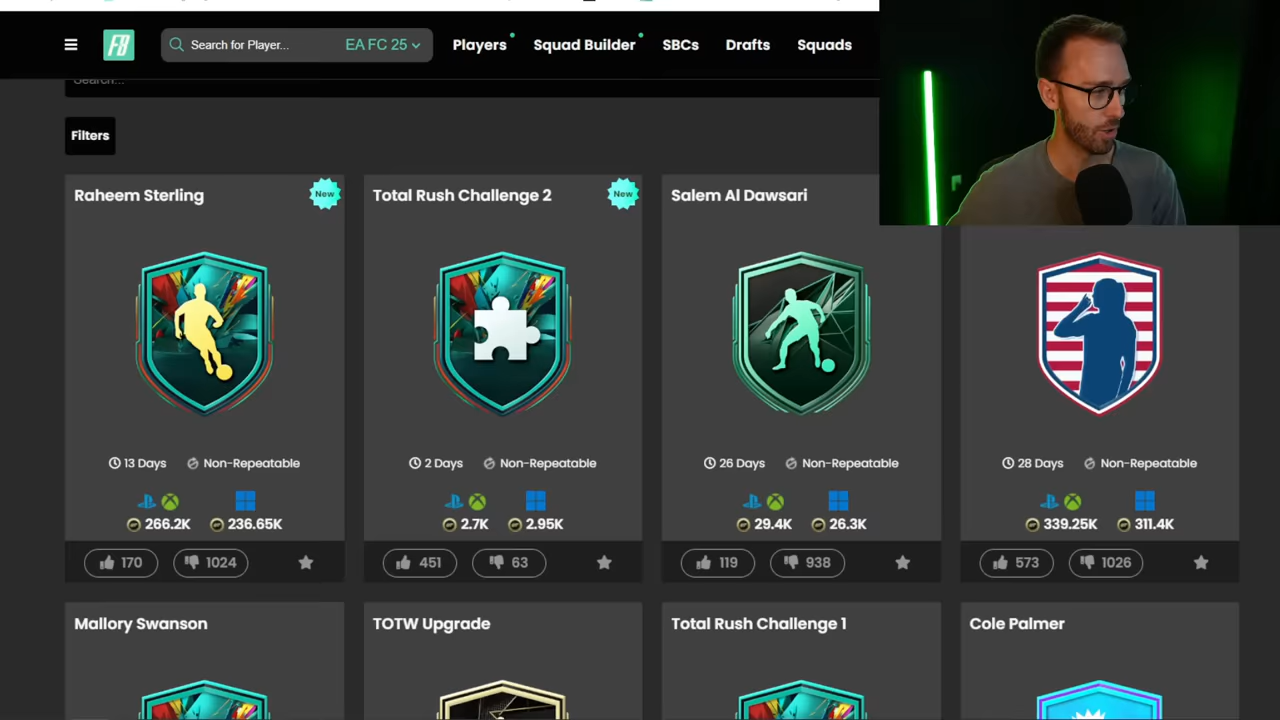 FB
Search for Player...
EA FC 25
Players
Squad Builder
SBCs
Drafts
Squads
Search...
Filters
Raheem Sterling
New
Total Rush Challenge 2
New
Salem Al Dawsari
13 Days
Non-Repeatable
2 Days
Non-Repeatable
26 Days
Non-Repeatable
28 Days
Non-Repeatable
266.2K
236.65K
2.7K
2.95K
29.4K
26.3K
339.25K
311.4K
170
1024
451
63
119
938
573
1026
Mallory Swanson
TOTW Upgrade
Total Rush Challenge 1
Cole Palmer